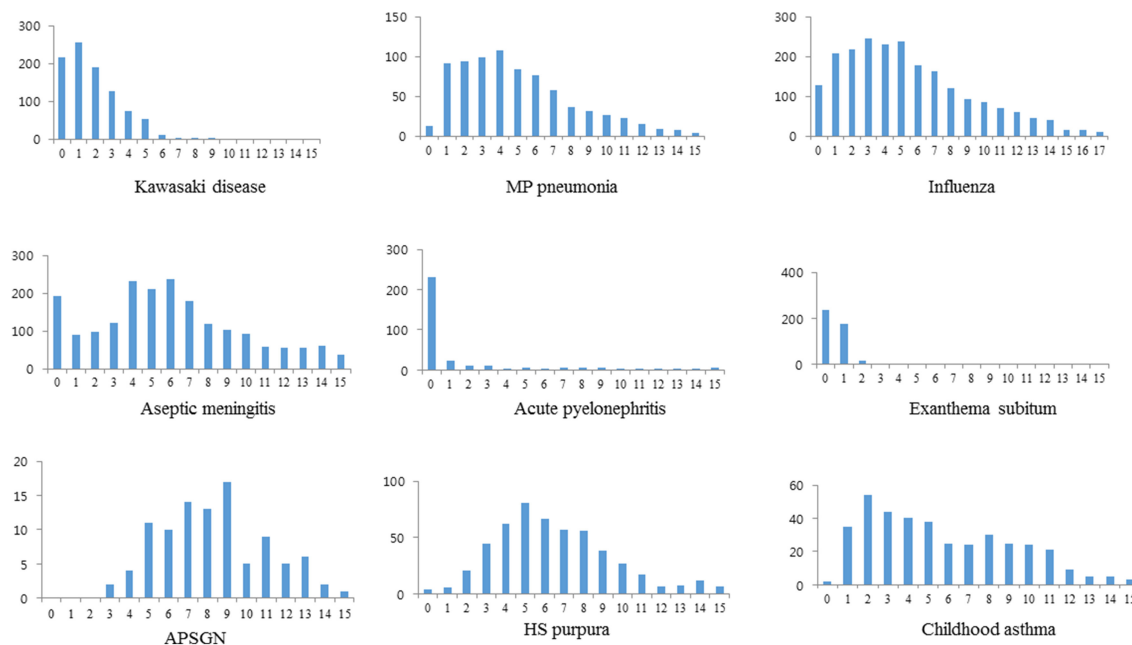 300
200
100
0
0 1 2 3 4 5 6 7 8 9 10 11 12 13 14 15
Kawasaki disease
150
100
50
0
0 1 2 3 4 5 6 7 8 9 10 11 12 13 14 15
MP pneumonia
300
200
100
0
0 1 2 3 4 5 6 7 8 9 10 11 12 13 14 15 16 17
Influenza
300
200
100
0
0 1 2 3 4 5 6 7 8 9 10 11 12 13 14 15
Aseptic meningitis
300
200
100
0
0 1 2 3 4 5 6 7 8 9 10 11 12 13 14 15
Acute pyelonephritis
400
200
0
0 1 2 3 4 5 6 7 8 9 10 11 12 13 14 15
Exanthema subitum
20
15
10
5
0
0 1 2 3 4 5 6 7 8 9 10 11 12 13 14 15
APSGN
100
50
0
0 1 2 3 4 5 6 7 8 9 10 11 12 13 14 15
HS purpura
60
40
20
0
0 1 2 3 4 5 6 7 8 9 10 11 12 13 14 15
Childhood asthma